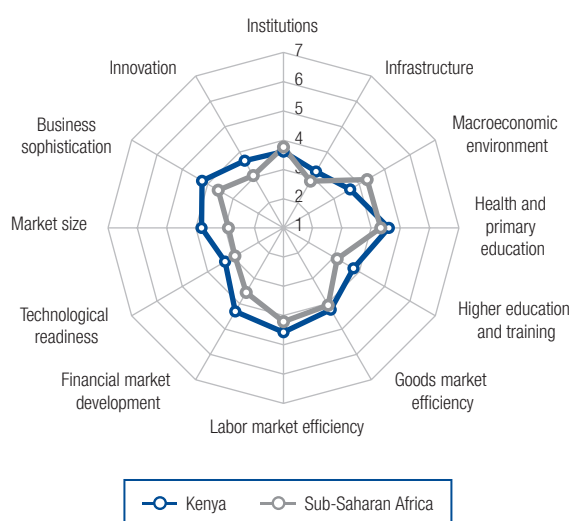 Institutions
7
6
5
4
3
2
1
Infrastructure
Macroeconomic
environment
Health and
primary
education
Higher education
and training
Goods market
efficiency
Labor market efficiency
Financial market
development
Technological
readiness
Market size
Business
sophistication
Innovation
Kenya
Sub-Saharan Africa